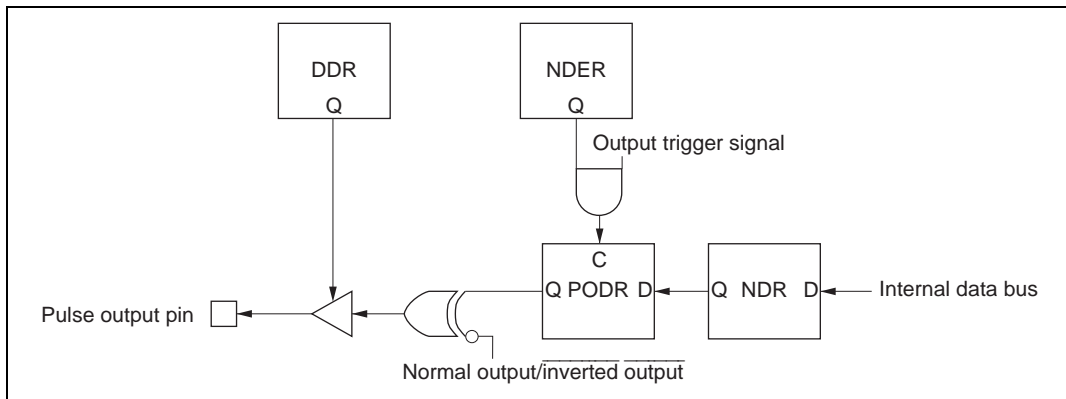 DDR
Q
NDER
Q
Output trigger signal
C
Q PODR D
Q NDR D
Internal data bus
Pulse output pin
Normal output/inverted output